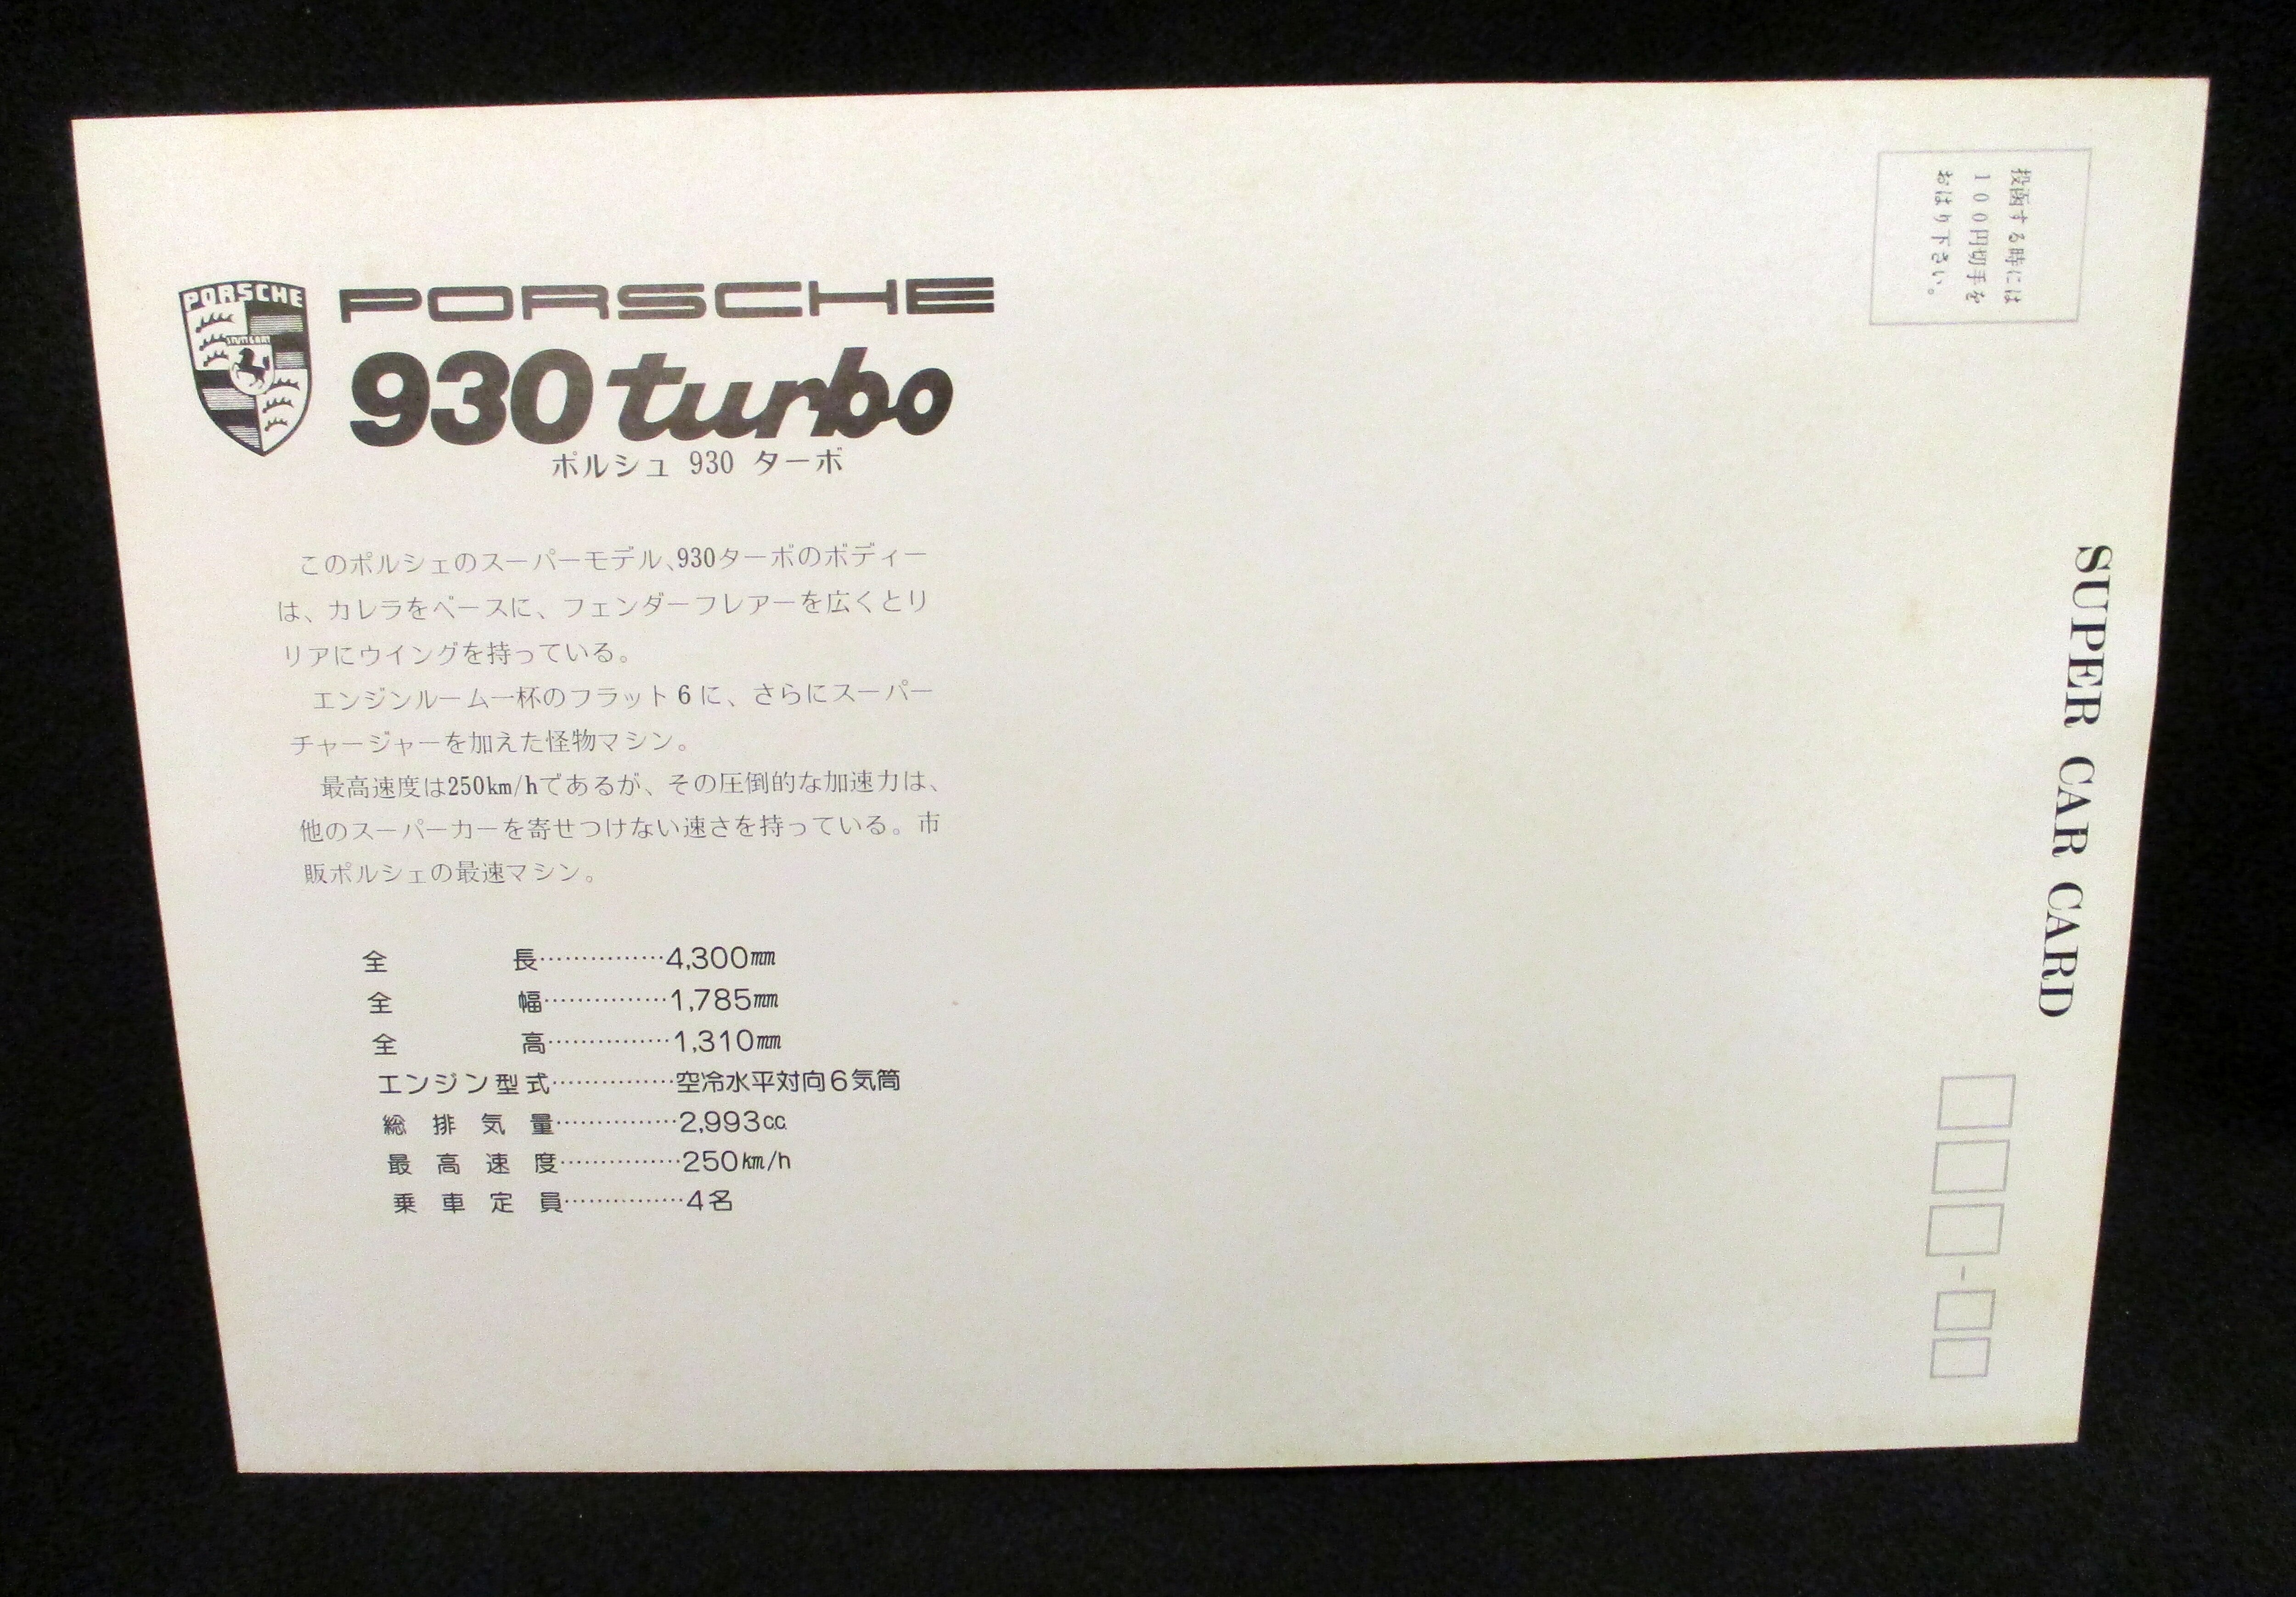 PORSCHE
STUTTGART
PORSCHE
930 turbo
ポルシュ 930 ターボ
このポルシェのスーパーモデル、930ターボのボディー
は、カレラをベースに、フェンダーフレアーを広くとり
リアにウイングを持っている。
エンジンルーム一杯のフラット6に、さらにスーパー
チャージャーを加えた怪物マシン。
最高速度は250km/hであるが、その圧倒的な加速力は、
他のスーパーカーを寄せつけない速さを持っている。市
販ポルシェの最速マシン。
全長……………4,300㎜
全幅……………1,785㎜
全高……………1,310㎜
エンジン型式……………空冷水平対向6気筒
総排気量……………2,993cc.
最高速度……………250㎞/h
乗車定員……………4名
投函する時には
100円切手を
おはり下さい。
SUPER CAR CARD